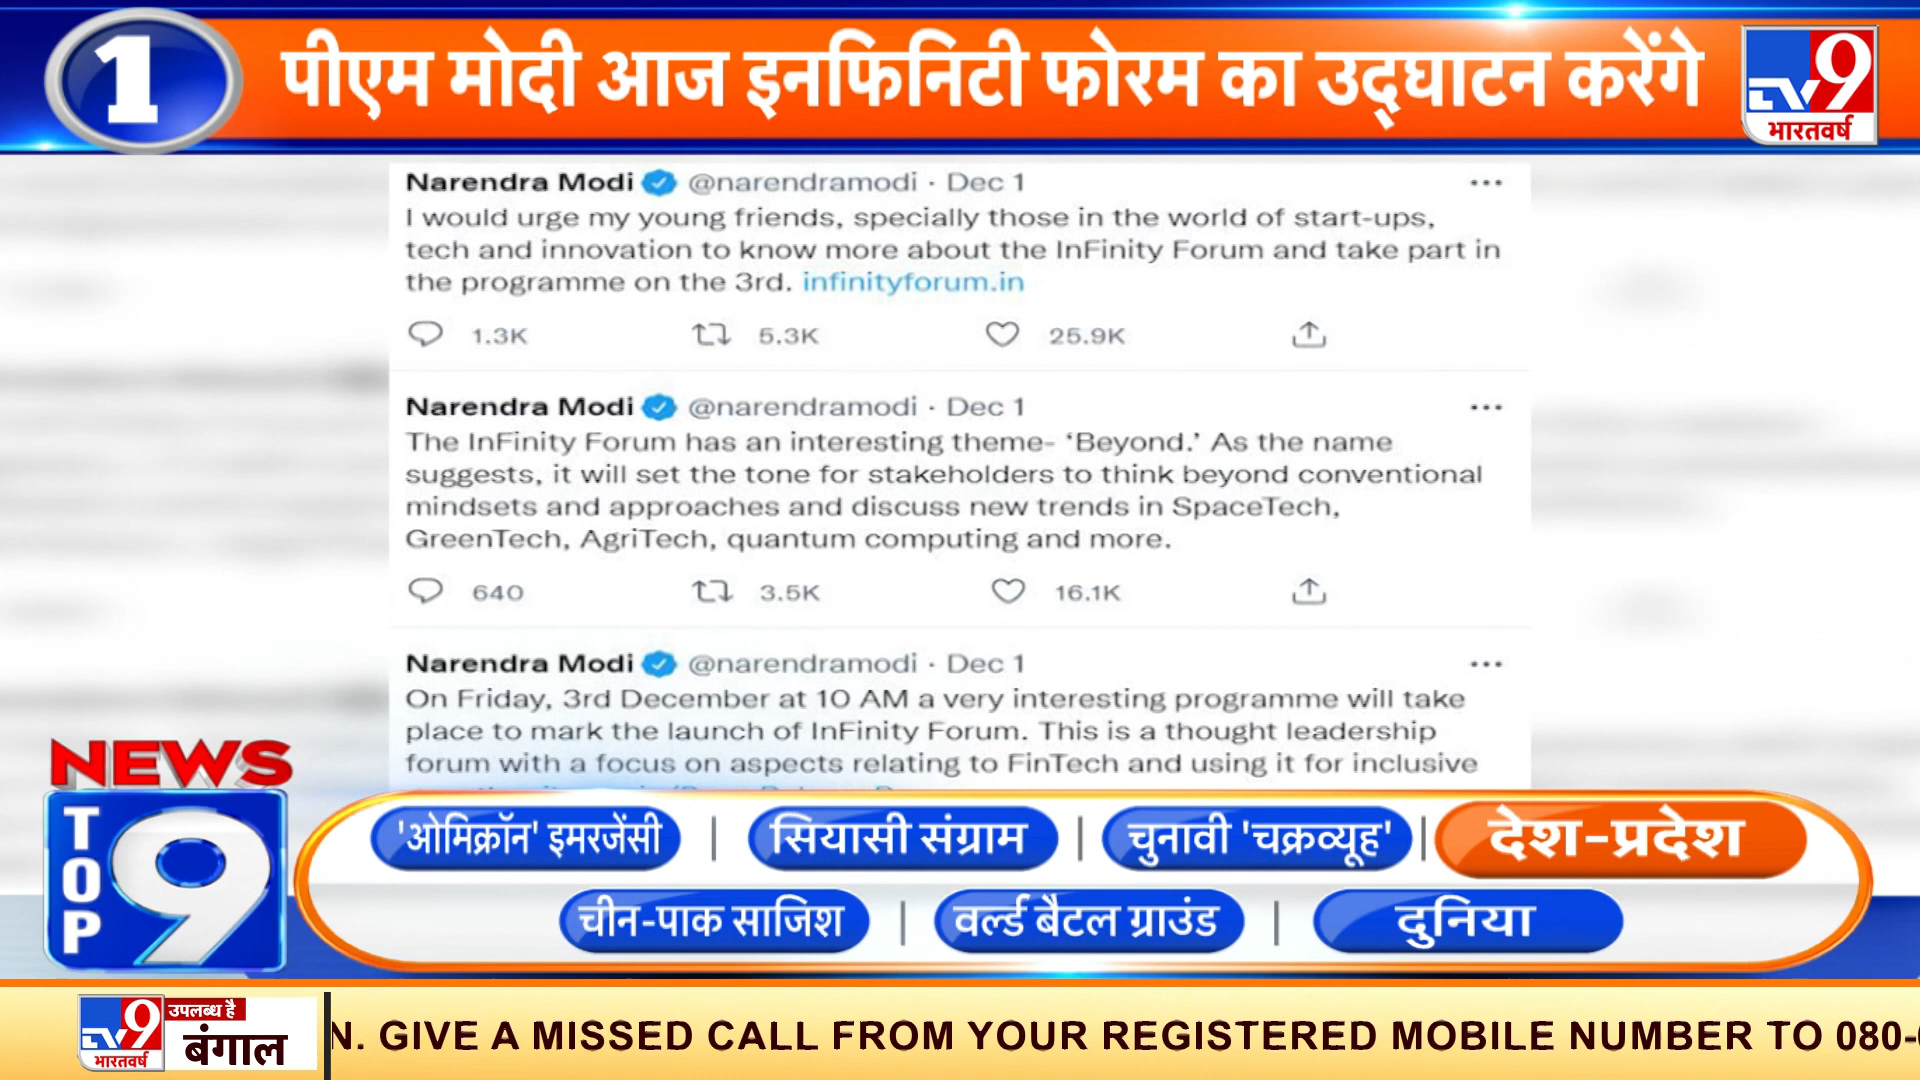 1
पीएम मोदी आज इनफिनिटी फोरम का उद्घाटन करेंगे
TV9
भारतवर्ष
Narendra Modi @narendramodi · Dec 1
I would urge my young friends, specially those in the world of start-ups,
tech and innovation to know more about the InFinity Forum and take part in
the programme on the 3rd. infinityforum.in
1.3K 5.3K 25.9K
Narendra Modi @narendramodi · Dec 1
The InFinity Forum has an interesting theme- ‘Beyond.’ As the name
suggests, it will set the tone for stakeholders to think beyond conventional
mindsets and approaches and discuss new trends in SpaceTech,
GreenTech, AgriTech, quantum computing and more.
640 3.5K 16.1K
Narendra Modi @narendramodi · Dec 1
On Friday, 3rd December at 10 AM a very interesting programme will take
place to mark the launch of InFinity Forum. This is a thought leadership
forum with a focus on aspects relating to FinTech and using it for inclusive
NEWS
TOP 9
'ओमिक्रॉन' इमरजेंसी | सियासी संग्राम | चुनावी 'चक्रव्यूह' | देश-प्रदेश
चीन-पाक साजिश | वर्ल्ड बैटल ग्राउंड | दुनिया
TV9
भारतवर्ष
उपलब्ध है
बंगाल
N. GIVE A MISSED CALL FROM YOUR REGISTERED MOBILE NUMBER TO 080-